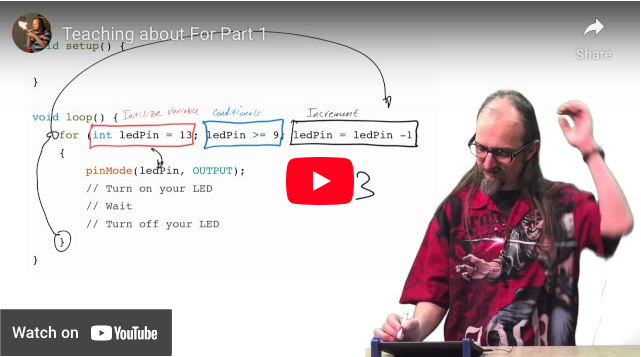 Teaching about For Part 1
Share
void setup() {
}
void loop() {
Initilize Variable
Conditionals
Increment
for (int ledPin = 13; ledPin >= 9; ledPin = ledPin -1
{
pinMode(ledPin, OUTPUT);
3
// Turn on your LED
// Wait
// Turn off your LED
}
}
Watch on YouTube